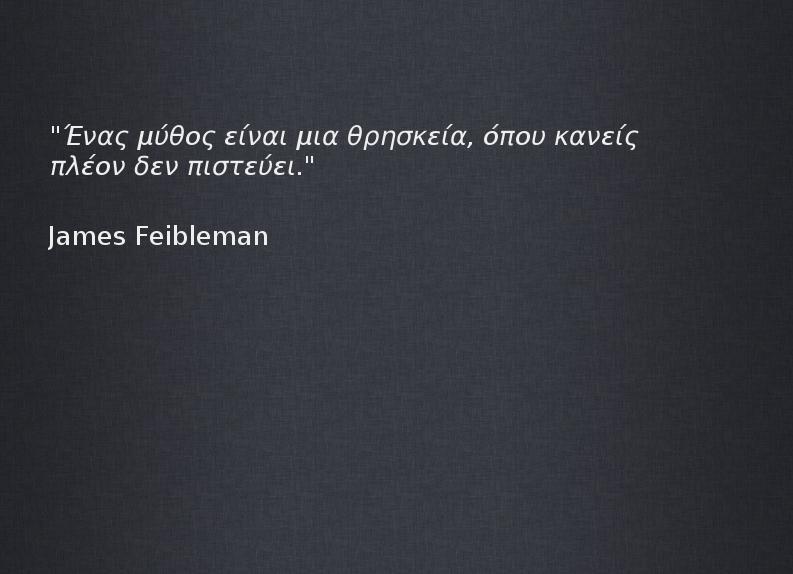 "Ένας μύθος είναι μια θρησκεία, όπου κανείς
πλέον δεν πιστεύει."
James Feibleman